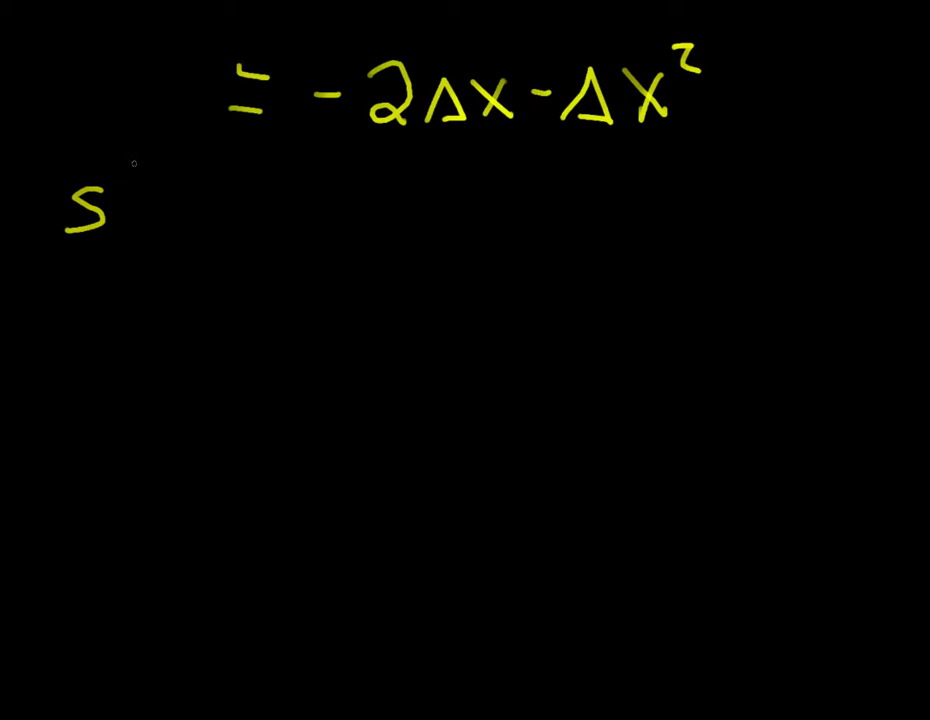 = - 2Δx - Δx²
S